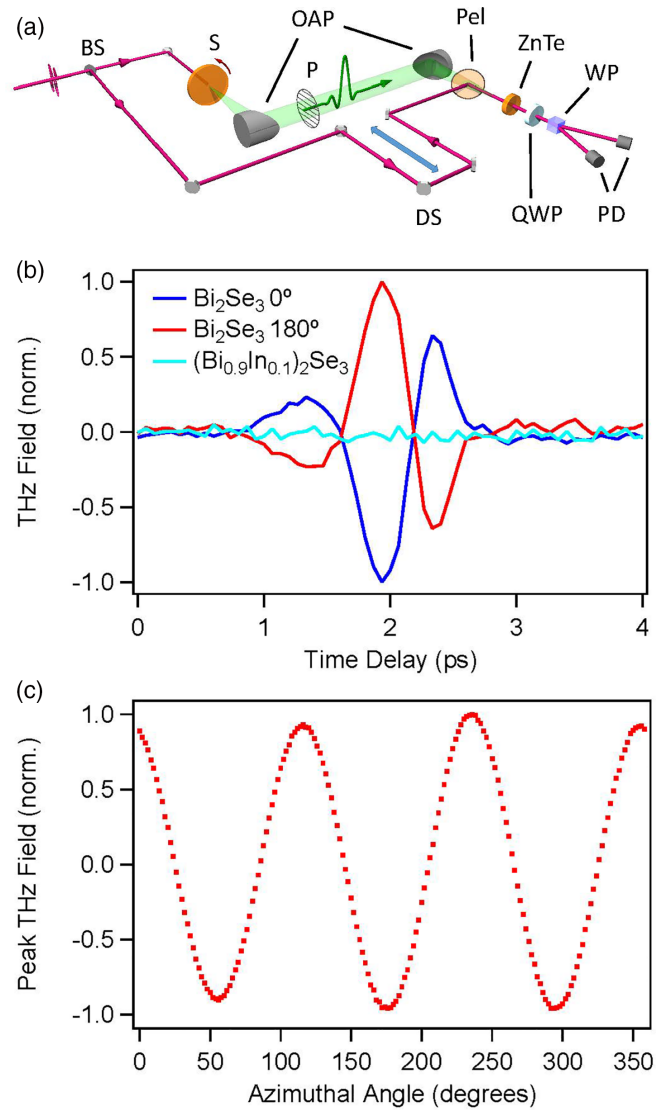 (a)
BS
S
OAP
P
Pel
ZnTe
WP
DS
QWP
PD
(b)
THz Field (norm.)
1.0
0.5
0.0
-0.5
-1.0
Bi₂Se₃ 0º
Bi₂Se₃ 180º
(Bi₀.₉In₀.₁)₂Se₃
0 1 2 3 4
Time Delay (ps)
(c)
Peak THz Field (norm.)
1.0
0.5
0.0
-0.5
-1.0
0 50 100 150 200 250 300 350
Azimuthal Angle (degrees)